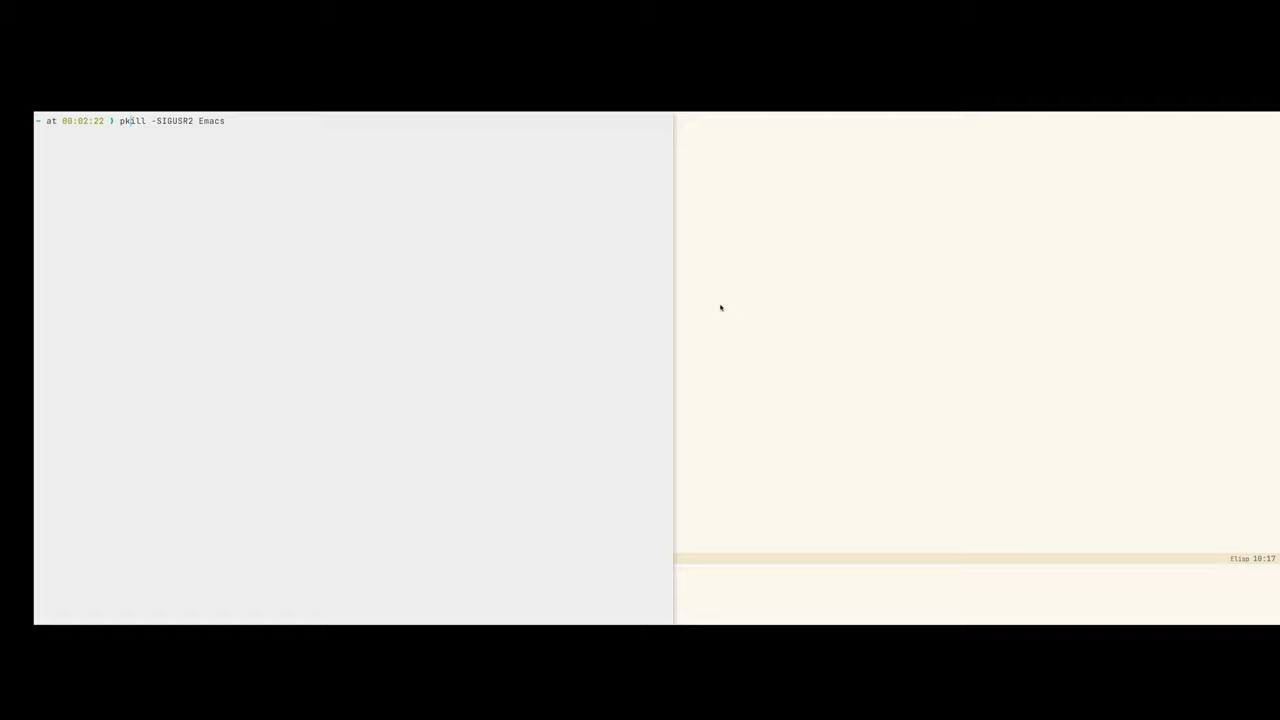 ~ at 00:02:22 ❯ pkill -SIGUSR2 Emacs
Elisp 10:17